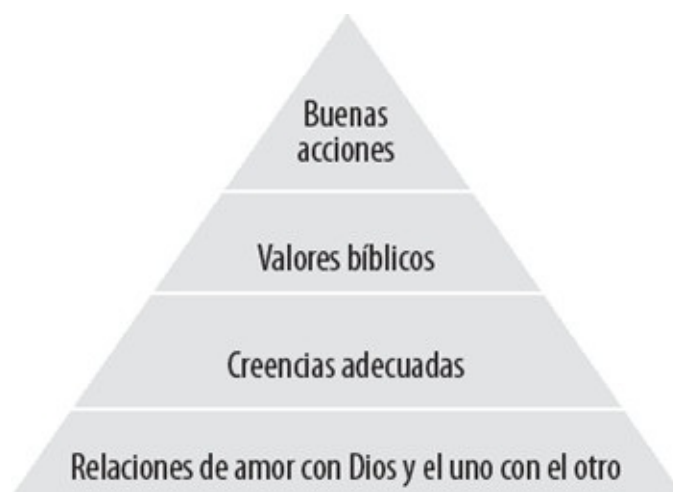 Buenas
acciones
Valores bíblicos
Creencias adecuadas
Relaciones de amor con Dios y el uno con el otro